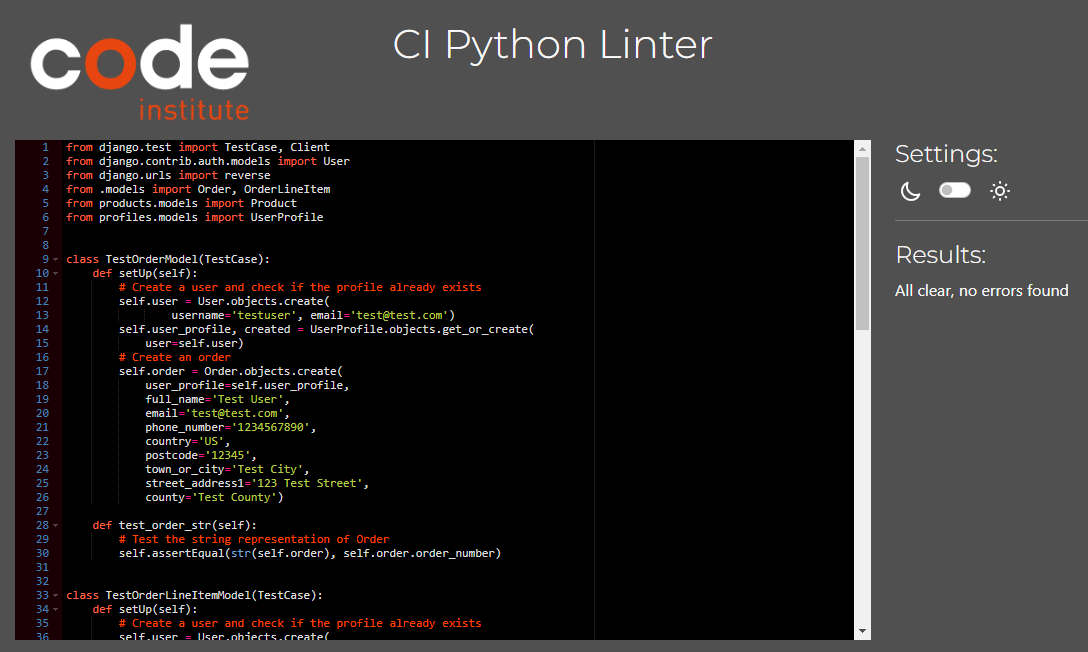 code
institute
CI Python Linter
1 from django.test import TestCase, Client
2 from django.contrib.auth.models import User
3 from django.urls import reverse
4 from .models import Order, OrderLineItem
5 from products.models import Product
6 from profiles.models import UserProfile
7
8
9 class TestOrderModel(TestCase):
10     def setUp(self):
11         # Create a user and check if the profile already exists
12         self.user = User.objects.create(
13                 username='testuser', email='test@test.com')
14         self.user_profile, created = UserProfile.objects.get_or_create(
15             user=self.user)
16         # Create an order
17         self.order = Order.objects.create(
18             user_profile=self.user_profile,
19             full_name='Test User',
20             email='test@test.com',
21             phone_number='1234567890',
22             country='US',
23             postcode='12345',
24             town_or_city='Test City',
25             street_address1='123 Test Street',
26             county='Test County')
27
28     def test_order_str(self):
29         # Test the string representation of Order
30         self.assertEqual(str(self.order), self.order.order_number)
31
32
33 class TestOrderLineItemModel(TestCase):
34     def setUp(self):
35         # Create a user and check if the profile already exists
36         self.user = User.objects.create(
Settings:
Results:
All clear, no errors found